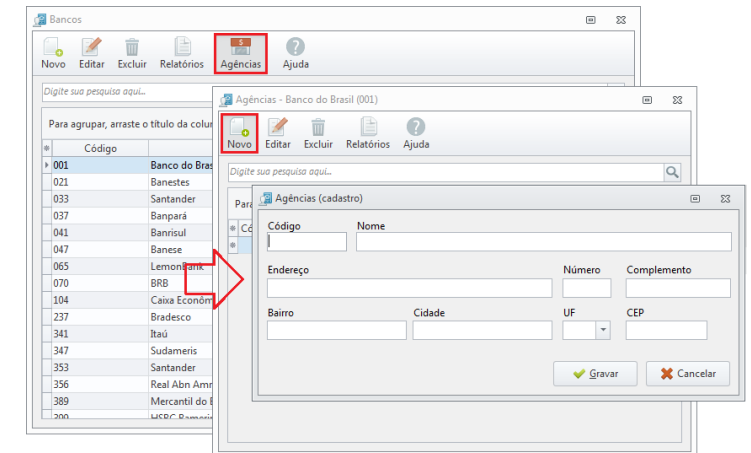 Bancos
Novo Editar Excluir Relatórios Agências Ajuda
Digite sua pesquisa aqui...
Para agrupar, arraste o título da colu
Código
001 Banco do Bras
021 Banestes
033 Santander
037 Banpará
041 Banrisul
047 Banese
065 LemonBank
070 BRB
104 Caixa Econôm
237 Bradesco
341 Itaú
347 Sudameris
353 Santander
356 Real Abn Amr
389 Mercantil do
399 HSBC
Agências - Banco do Brasil (001)
Novo Editar Excluir Relatórios Ajuda
Digite sua pesquisa aqui...
Para
Có
Agências (cadastro)
Código Nome
Endereço Número Complemento
Bairro Cidade UF CEP
Gravar Cancelar